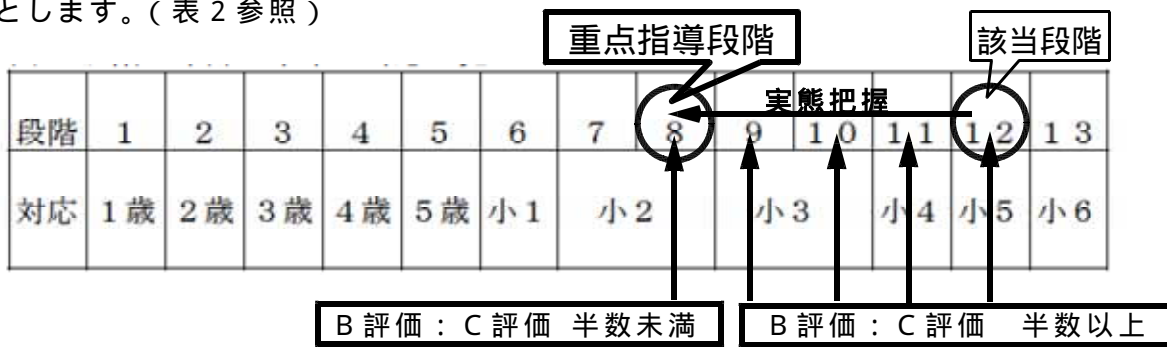 とします。(表2参照)
重点指導段階
該当段階
実態把握
段階 1 2 3 4 5 6 7 8 9 10 11 12 13
対応 1歳 2歳 3歳 4歳 5歳 小1 小2 小3 小4 小5 小6
B評価:C評価 半数未満
B評価:C評価 半数以上